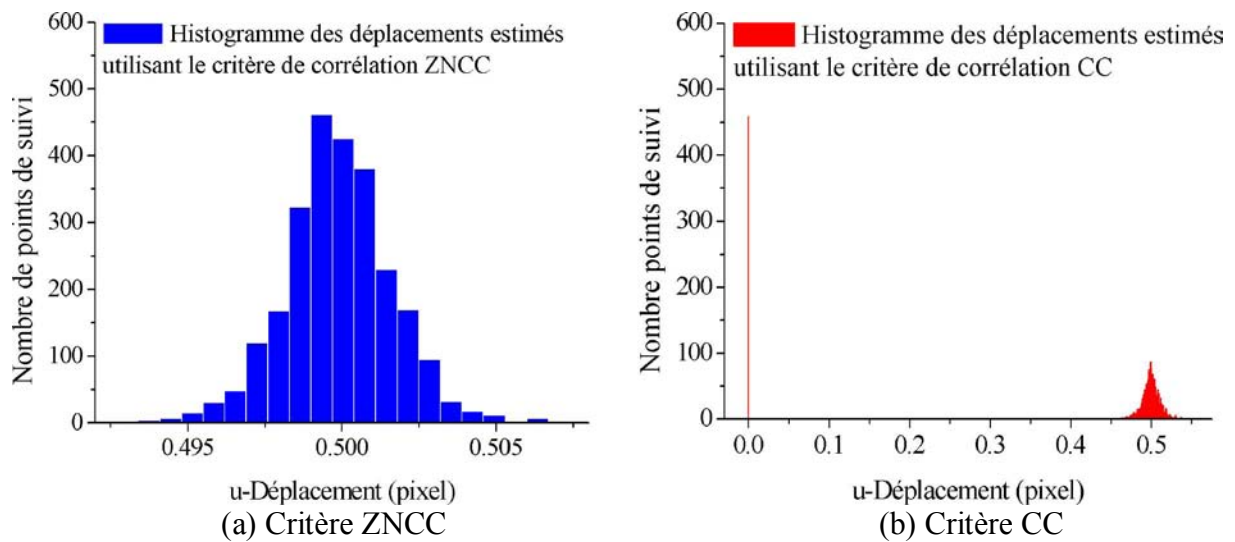 600
500
400
300
200
100
0
Nombre de points de suivi
Histogramme des déplacements estimés
utilisant le critère de corrélation ZNCC
0.495
0.500
0.505
u-Déplacement (pixel)
(a) Critère ZNCC
600
500
400
300
200
100
0
Nombre points de suivi
Histogramme des déplacements estimés
utilisant le critère de corrélation CC
0.0
0.1
0.2
0.3
0.4
0.5
u-Déplacement (pixel)
(b) Critère CC